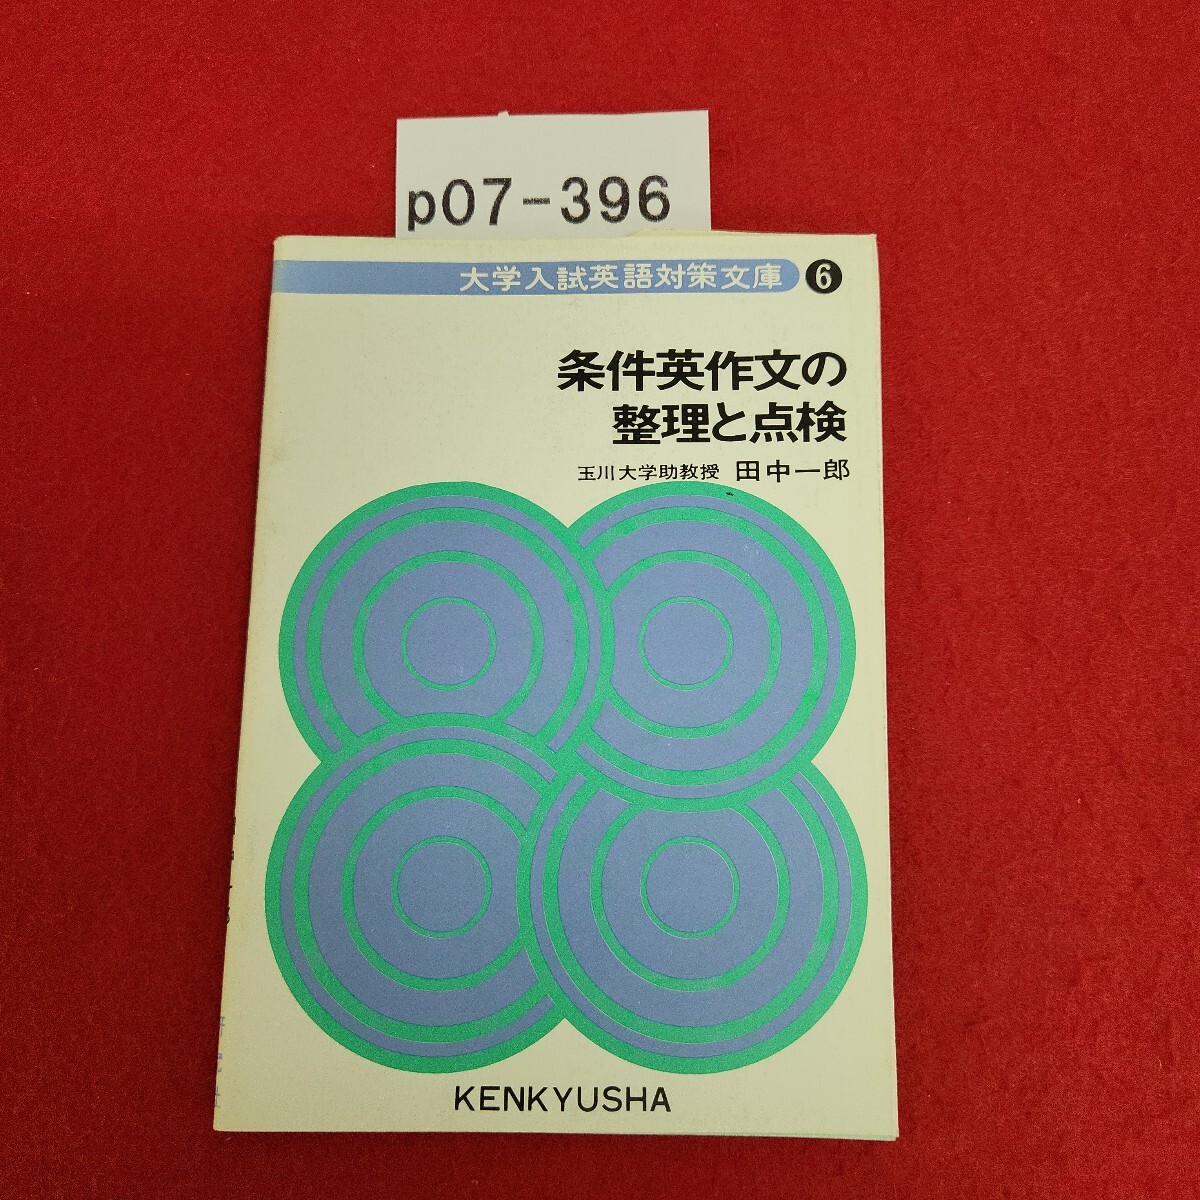 p07-396
大学入試英語対策文庫 6
条件英作文の
整理と点検
玉川大学助教授 田中一郎
KENKYUSHA